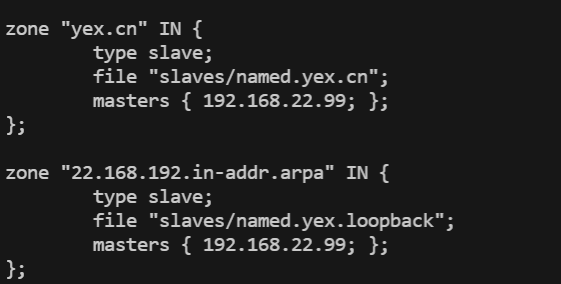 zone "yex.cn" IN {
        type slave;
        file "slaves/named.yex.cn";
        masters { 192.168.22.99; };
};

zone "22.168.192.in-addr.arpa" IN {
        type slave;
        file "slaves/named.yex.loopback";
        masters { 192.168.22.99; };
};